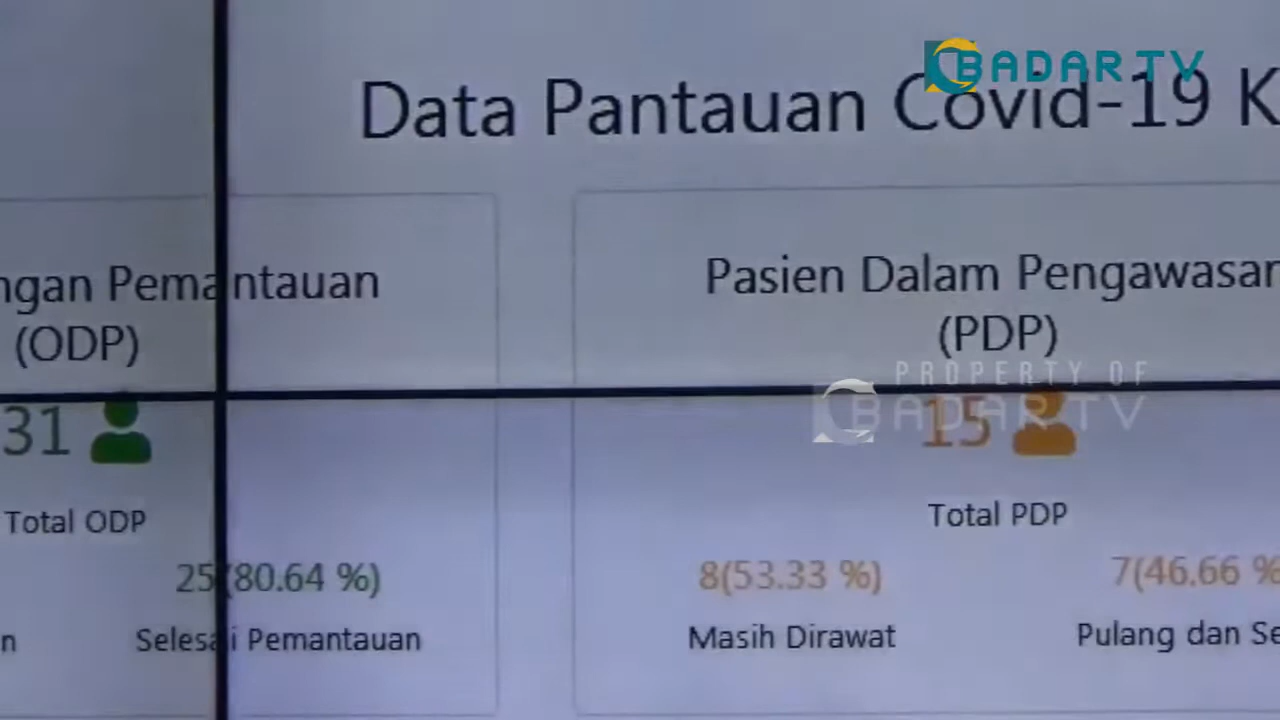 BADAR TV
Data Pantauan Covid-19 K
ngan Pemantauan
(ODP)
31
Total ODP
25(80.64 %)
n
Selesai Pemantauan
Pasien Dalam Pengawasan
(PDP)
PROPERTY OF
BADAR TV
15
Total PDP
8(53.33 %)
Masih Dirawat
7(46.66 %
Pulang dan Se